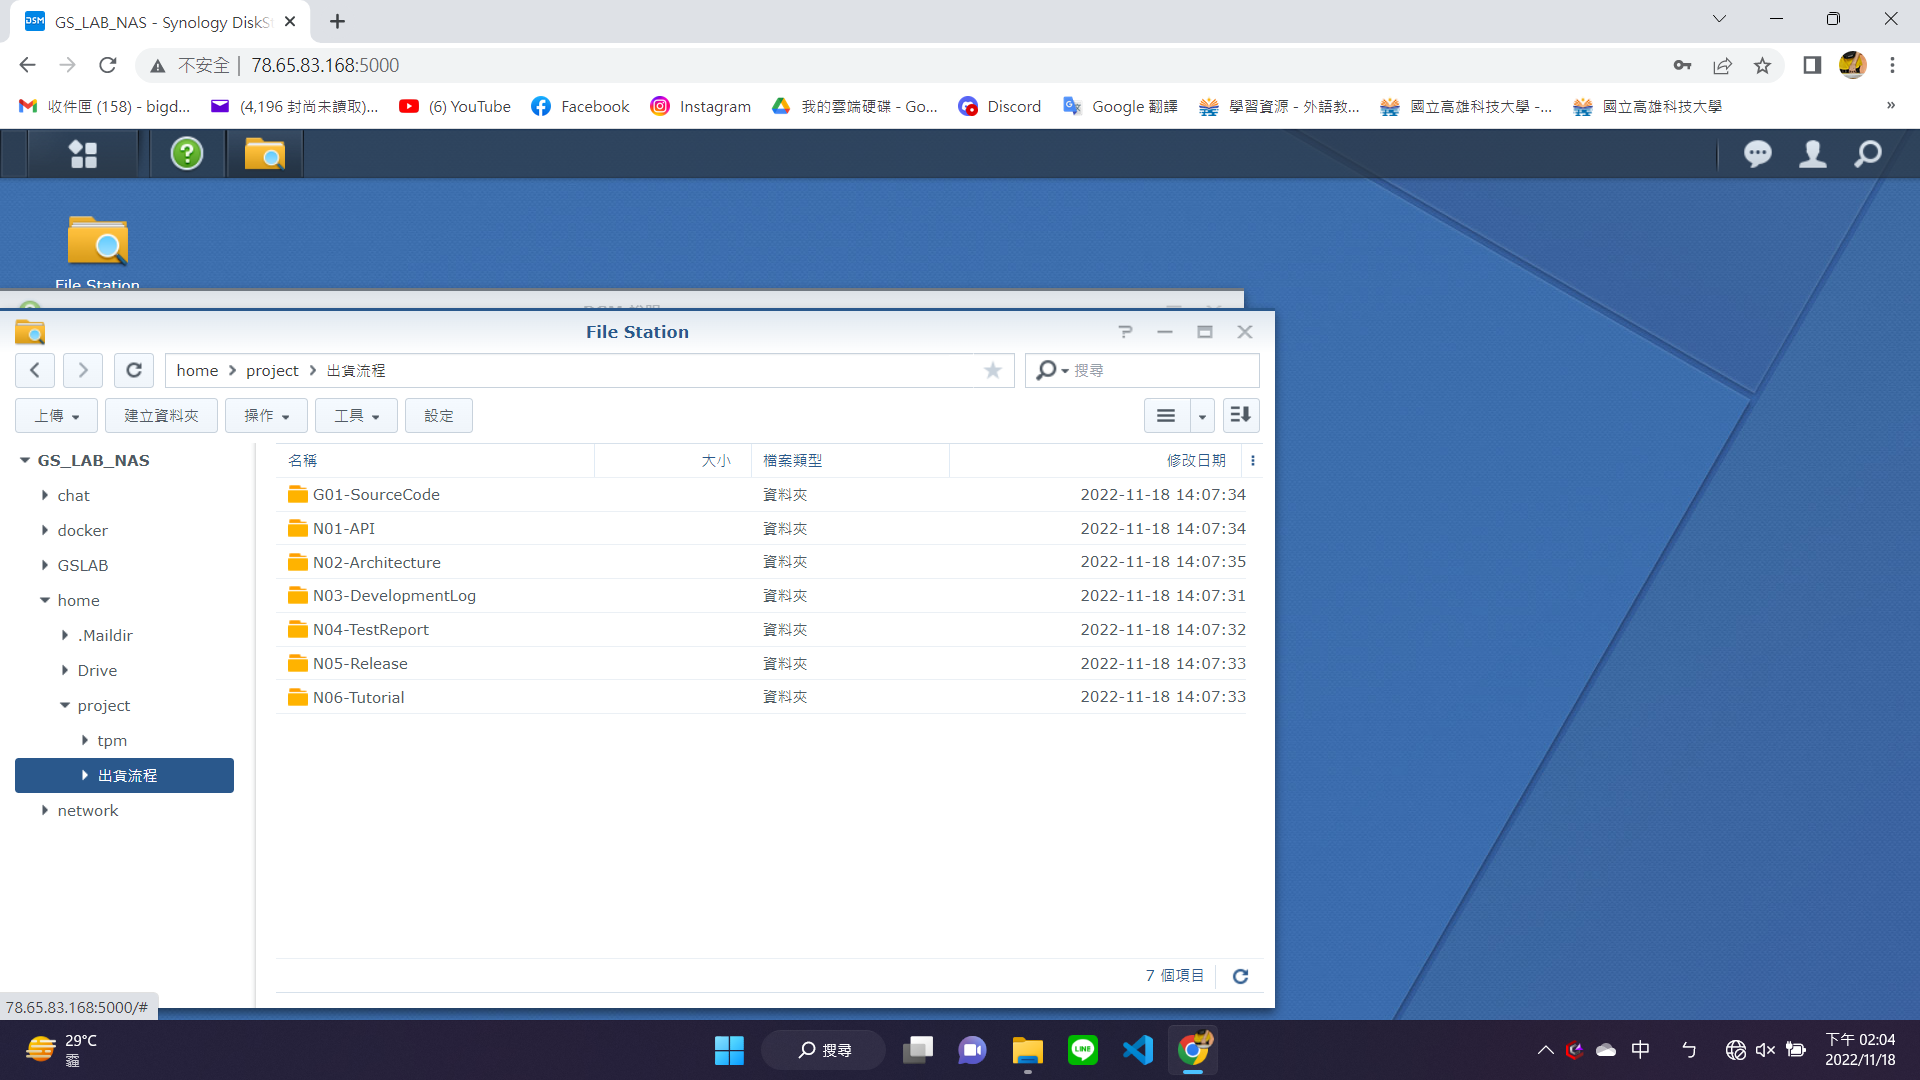 GS_LAB_NAS - Synology DiskSt
不安全 | 78.65.83.168:5000
收件匣 (158) - bigd... (4,196 封尚未讀取)... (6) YouTube Facebook Instagram 我的雲端硬碟 - Go... Discord Google 翻譯 學習資源 - 外語教... 國立高雄科技大學 -... 國立高雄科技大學 »
File Station
File Station
home project 出貨流程 搜尋
上傳 建立資料夾 操作 工具 設定
GS_LAB_NAS
chat
docker
GSLAB
home
.Maildir
Drive
project
tpm
出貨流程
network
名稱 大小 檔案類型 修改日期
G01-SourceCode 資料夾 2022-11-18 14:07:34
N01-API 資料夾 2022-11-18 14:07:34
N02-Architecture 資料夾 2022-11-18 14:07:35
N03-DevelopmentLog 資料夾 2022-11-18 14:07:31
N04-TestReport 資料夾 2022-11-18 14:07:32
N05-Release 資料夾 2022-11-18 14:07:33
N06-Tutorial 資料夾 2022-11-18 14:07:33
7 個項目
78.65.83.168:5000/#
29°C
霾
搜尋
LINE
中 ㄅ
下午 02:04
2022/11/18